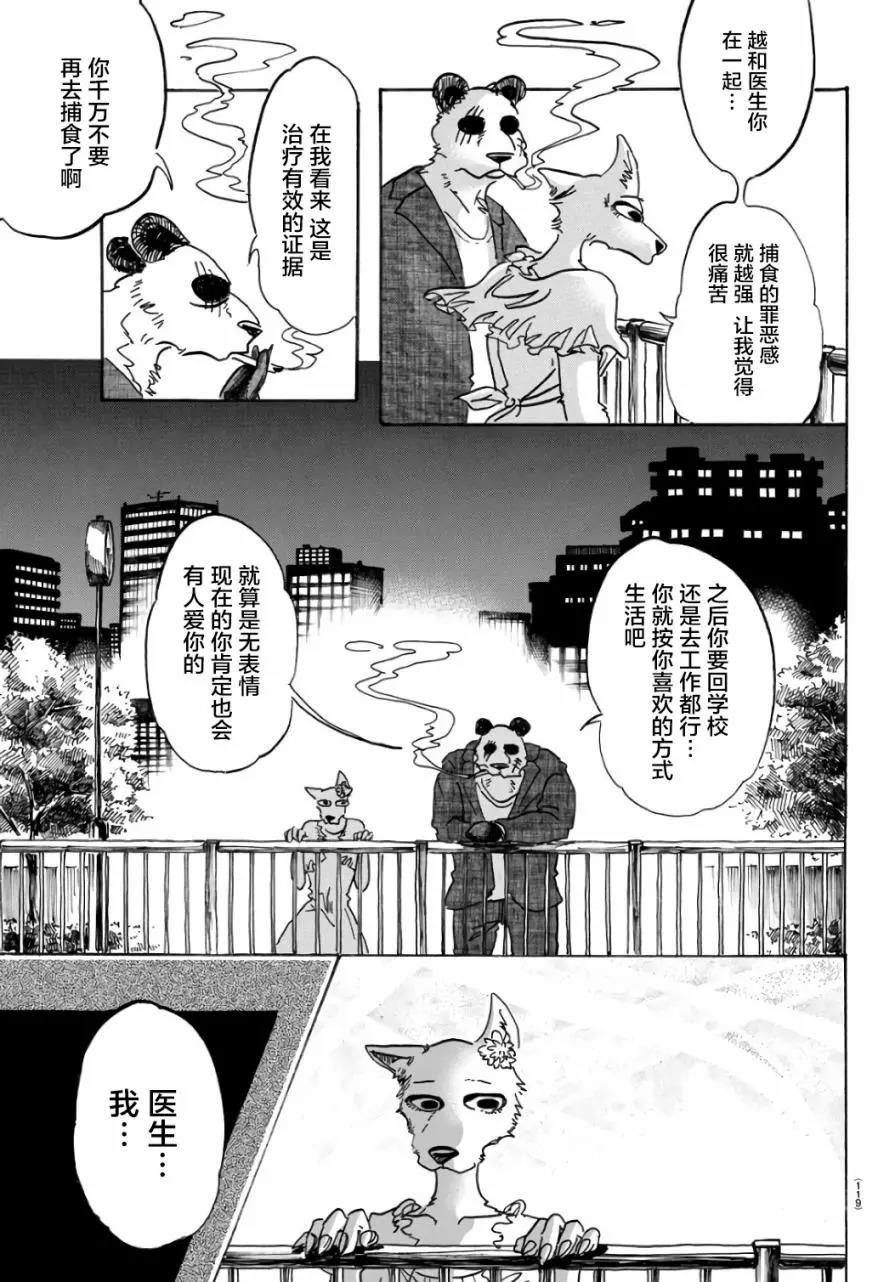 越和医生你
在一起…
捕食的罪恶感
就越强 让我觉得
很痛苦
在我看来 这是
治疗有效的证据
你千万不要
再去捕食了啊
之后你要回学校
还是去工作都行…
你就按你喜欢的方式
生活吧
就算是无表情
现在的你肯定也会
有人爱你的
医生…
我…
(119)